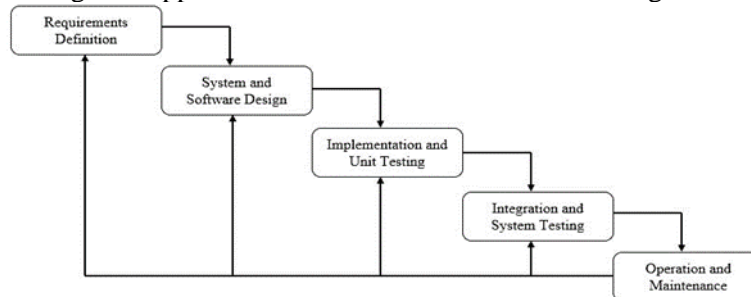 Requirements
Definition
System and
Software Design
Implementation and
Unit Testing
Integration and
System Testing
Operation and
Maintenance